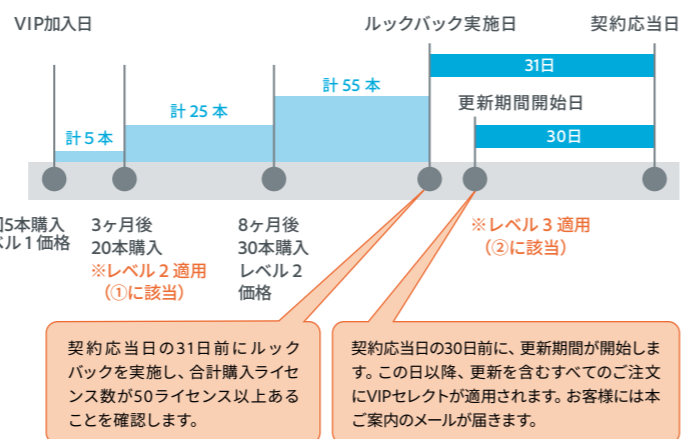 VIP加入日
ルックバック実施日
契約応当日
31日
更新期間開始日
30日
計55本
計25本
計5本
5本購入
ル1価格
3ヶ月後
20本購入
※レベル2適用
（①に該当）
8ヶ月後
30本購入
レベル2
価格
※レベル3適用
（②に該当）
契約応当日の31日前にルック
バックを実施し、合計購入ライセ
ンス数が50ライセンス以上ある
ことを確認します。
契約応当日の30日前に、更新期間が開始しま
す。この日以降、更新を含むすべてのご注文
にVIPセレクトが適用されます。お客様には本
ご案内のメールが届きます。